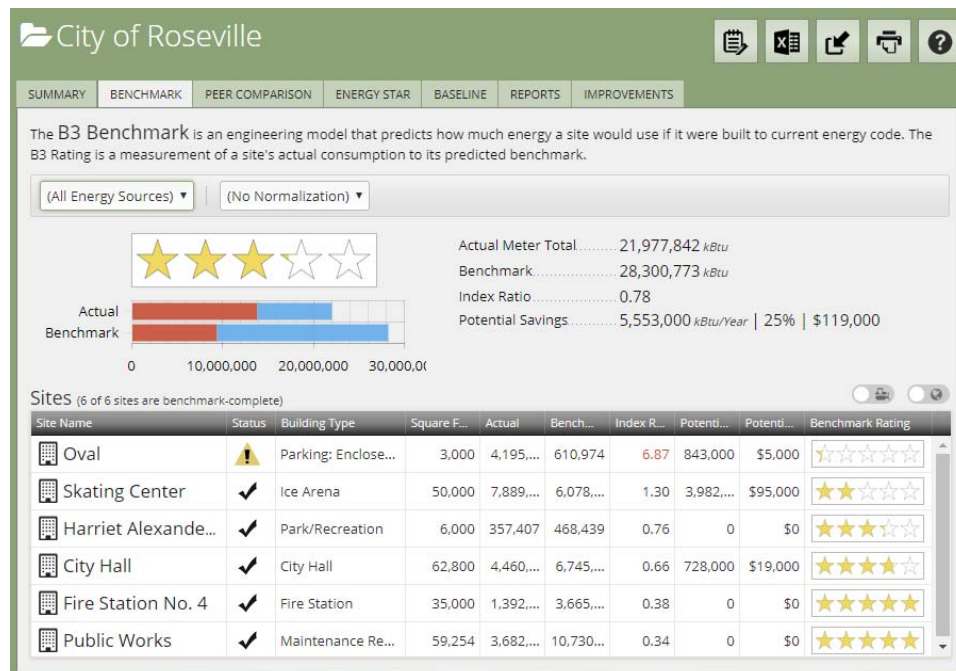 City of Roseville
SUMMARY BENCHMARK PEER COMPARISON ENERGY STAR BASELINE REPORTS IMPROVEMENTS
The B3 Benchmark is an engineering model that predicts how much energy a site would use if it were built to current energy code. The
B3 Rating is a measurement of a site's actual consumption to its predicted benchmark.
(All Energy Sources) (No Normalization)
Actual Meter Total 21,977,842 kBtu
Benchmark 28,300,773 kBtu
Index Ratio 0.78
Potential Savings 5,553,000 kBtu/Year | 25% | $119,000
Actual
Benchmark
0 10,000,000 20,000,000 30,000,0
Sites (6 of 6 sites are benchmark-complete)
Site Name Status Building Type Square F... Actual Bench... Index R... Potenti... Potenti... Benchmark Rating
Oval Parking: Enclose... 3,000 4,195,... 610,974 6.87 843,000 $5,000
Skating Center Ice Arena 50,000 7,889,... 6,078,... 1.30 3,982,... $95,000
Harriet Alexande... Park/Recreation 6,000 357,407 468,439 0.76 0 $0
City Hall City Hall 62,800 4,460,... 6,745,... 0.66 728,000 $19,000
Fire Station No. 4 Fire Station 35,000 1,392,... 3,665,... 0.38 0 $0
Public Works Maintenance Re... 59,254 3,682,... 10,730... 0.34 0 $0